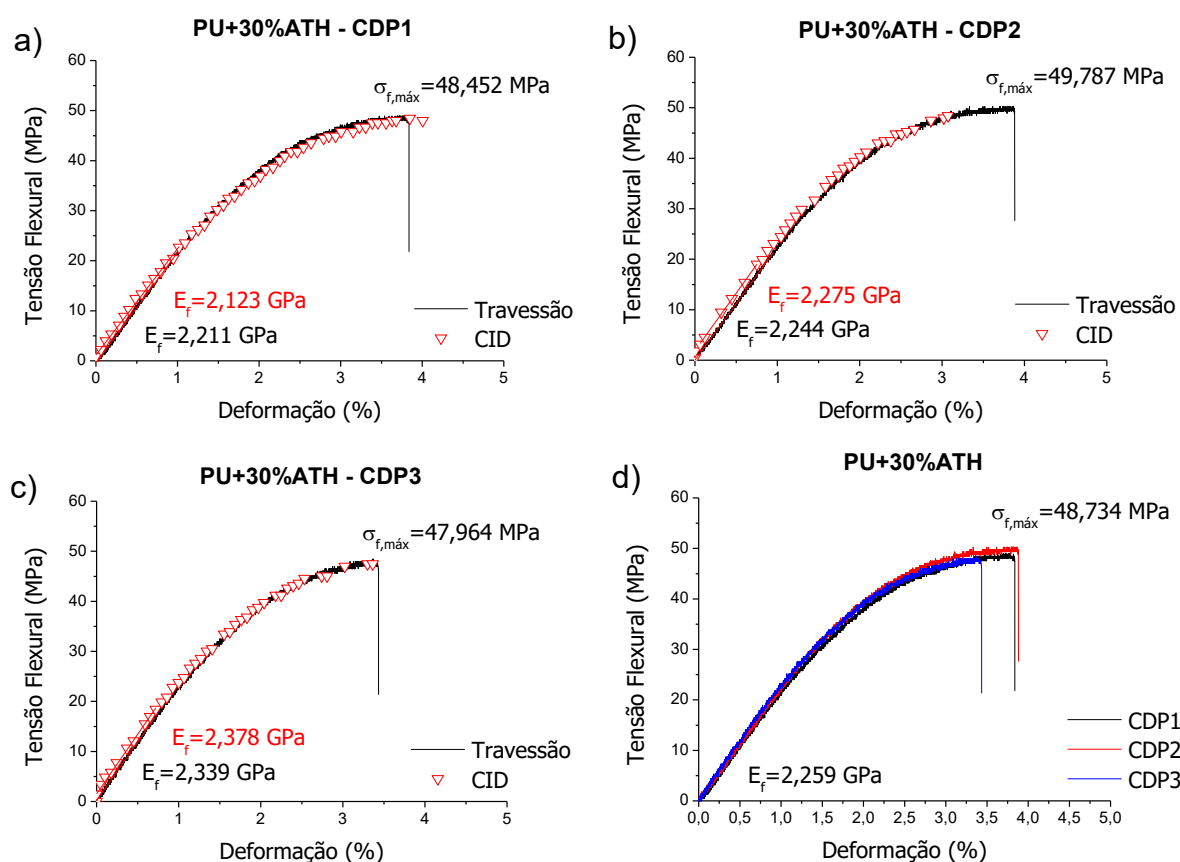 a)
PU+30%ATH - CDP1
σf,máx=48,452 MPa
Tensão Flexural (MPa)
60
50
40
30
20
10
0
Ef=2,123 GPa
Ef=2,211 GPa
Travessão
CID
0 1 2 3 4 5
Deformação (%)
b)
PU+30%ATH - CDP2
σf,máx=49,787 MPa
Tensão Flexural (MPa)
60
50
40
30
20
10
0
Ef=2,275 GPa
Ef=2,244 GPa
Travessão
CID
0 1 2 3 4 5
Deformação (%)
c)
PU+30%ATH - CDP3
σf,máx=47,964 MPa
Tensão Flexural (MPa)
60
50
40
30
20
10
0
Ef=2,378 GPa
Ef=2,339 GPa
Travessão
CID
0 1 2 3 4 5
Deformação (%)
d)
PU+30%ATH
σf,máx=48,734 MPa
Tensão Flexural (MPa)
60
50
40
30
20
10
0
CDP1
CDP2
CDP3
Ef=2,259 GPa
0,0 0,5 1,0 1,5 2,0 2,5 3,0 3,5 4,0 4,5 5,0
Deformação (%)